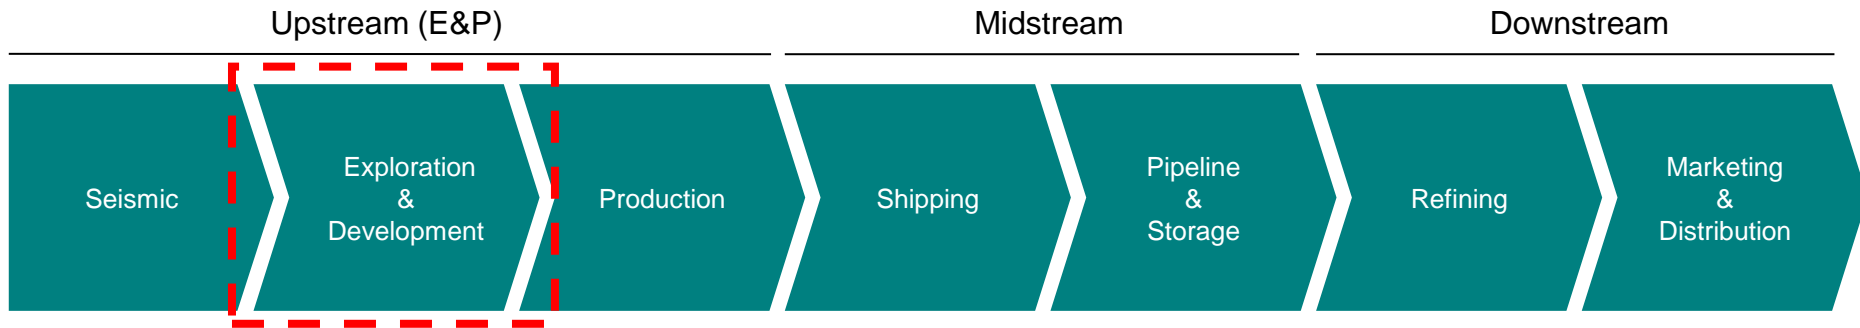 Upstream (E&P)
Midstream
Downstream
Seismic
Exploration
&
Development
Production
Shipping
Pipeline
&
Storage
Refining
Marketing
&
Distribution